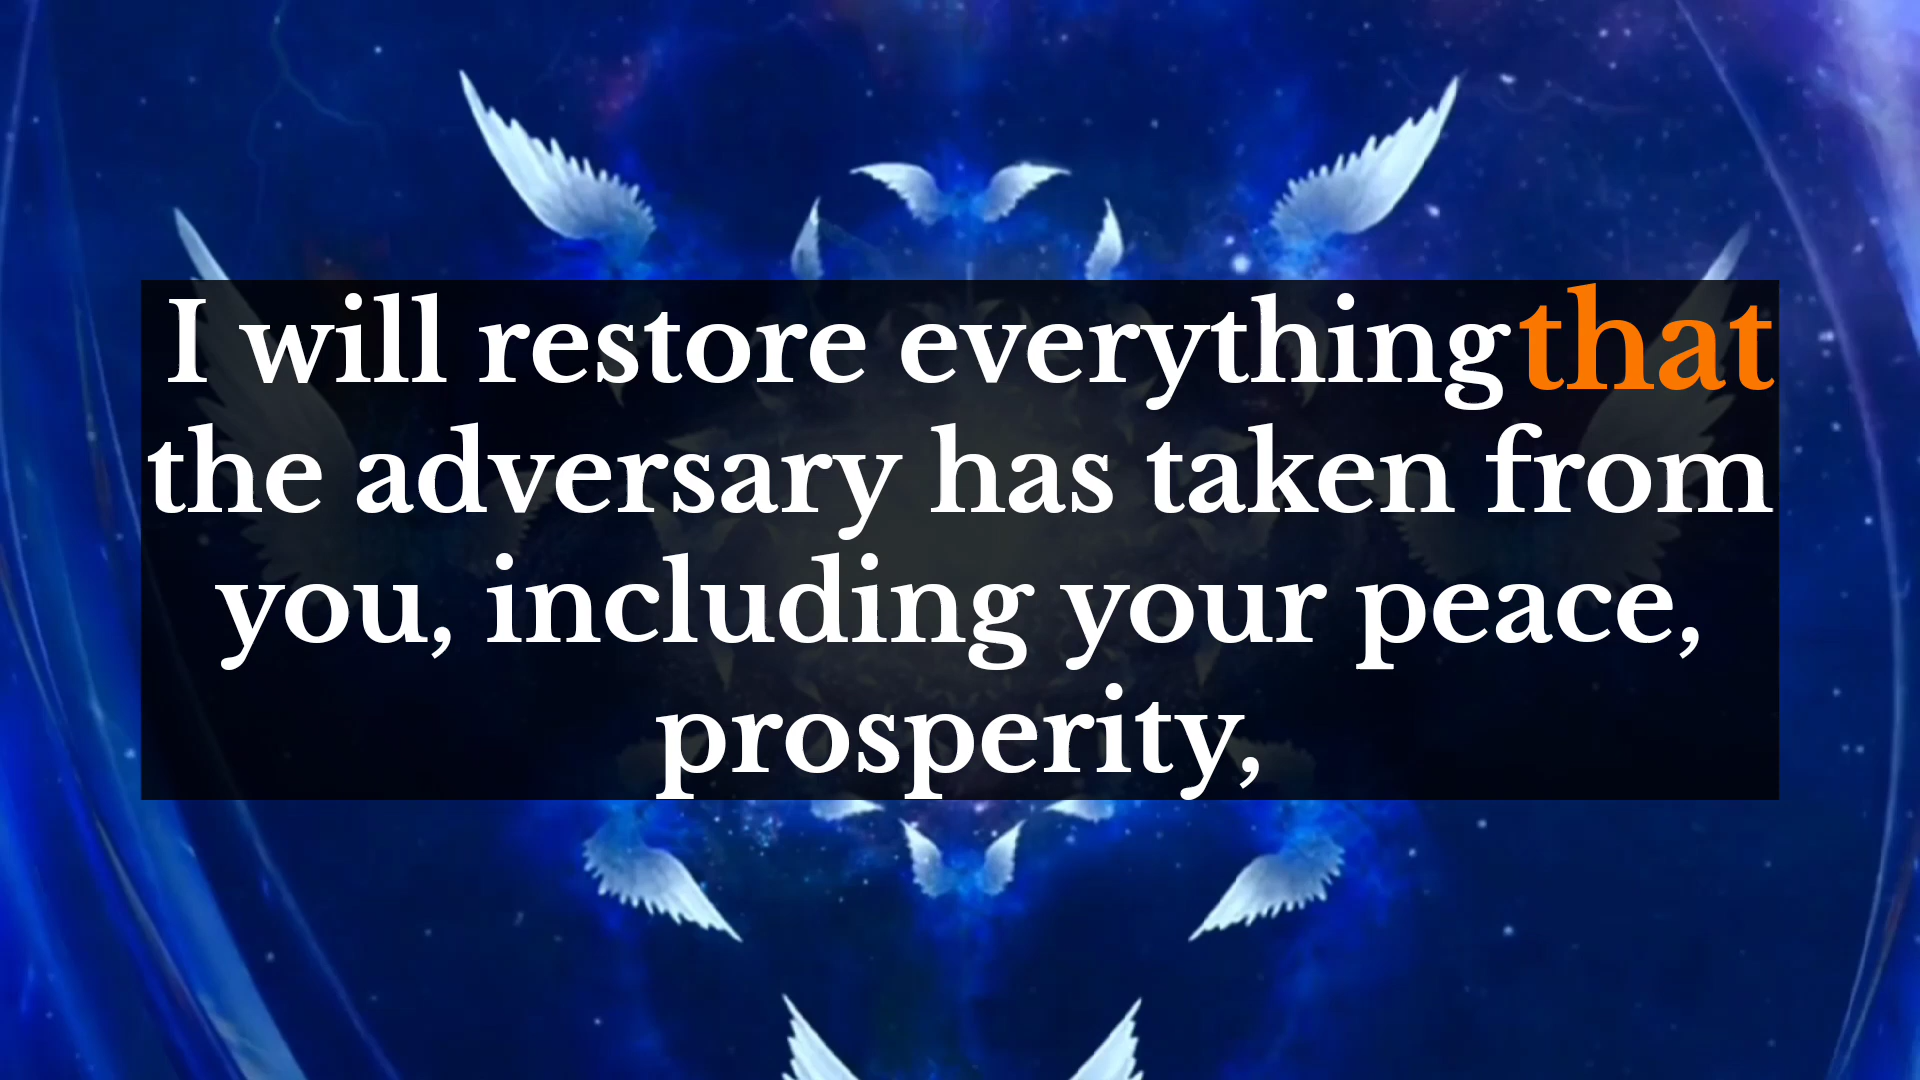 I will restore everything that
the adversary has taken from
you, including your peace,
prosperity,